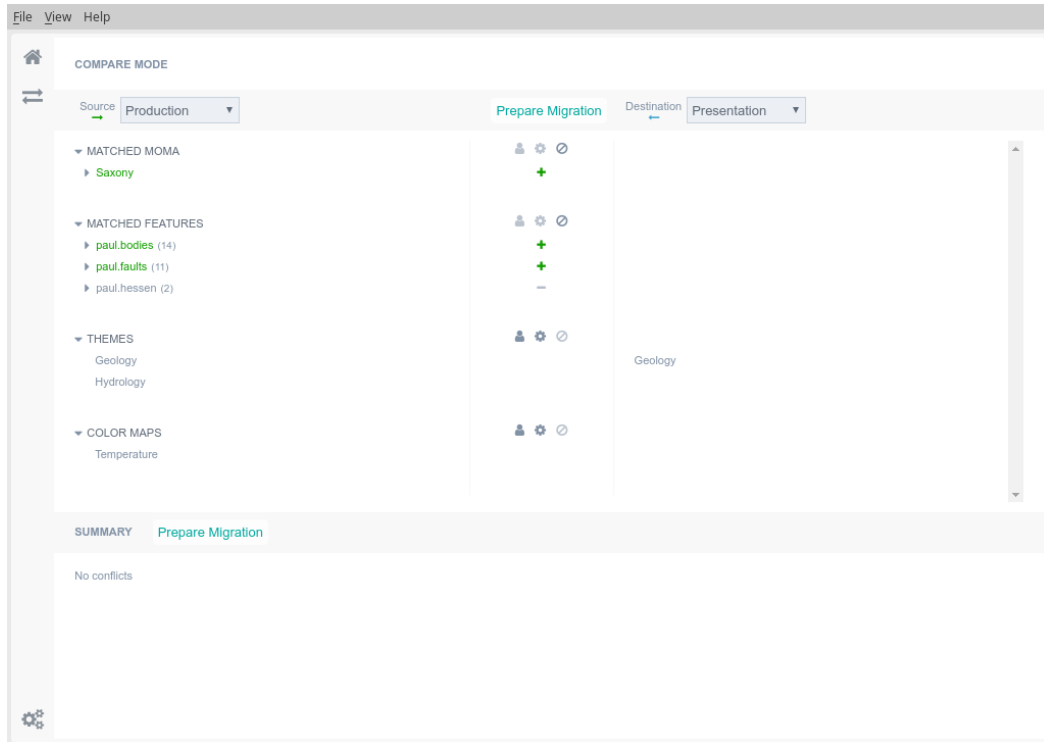 File View Help
COMPARE MODE
Source Production Prepare Migration Destination Presentation
MATCHED MOMA
Saxony
MATCHED FEATURES
paul.bodies (14)
paul.faults (11)
paul.hessen (2)
THEMES
Geology Geology
Hydrology
COLOR MAPS
Temperature
SUMMARY Prepare Migration
No conflicts